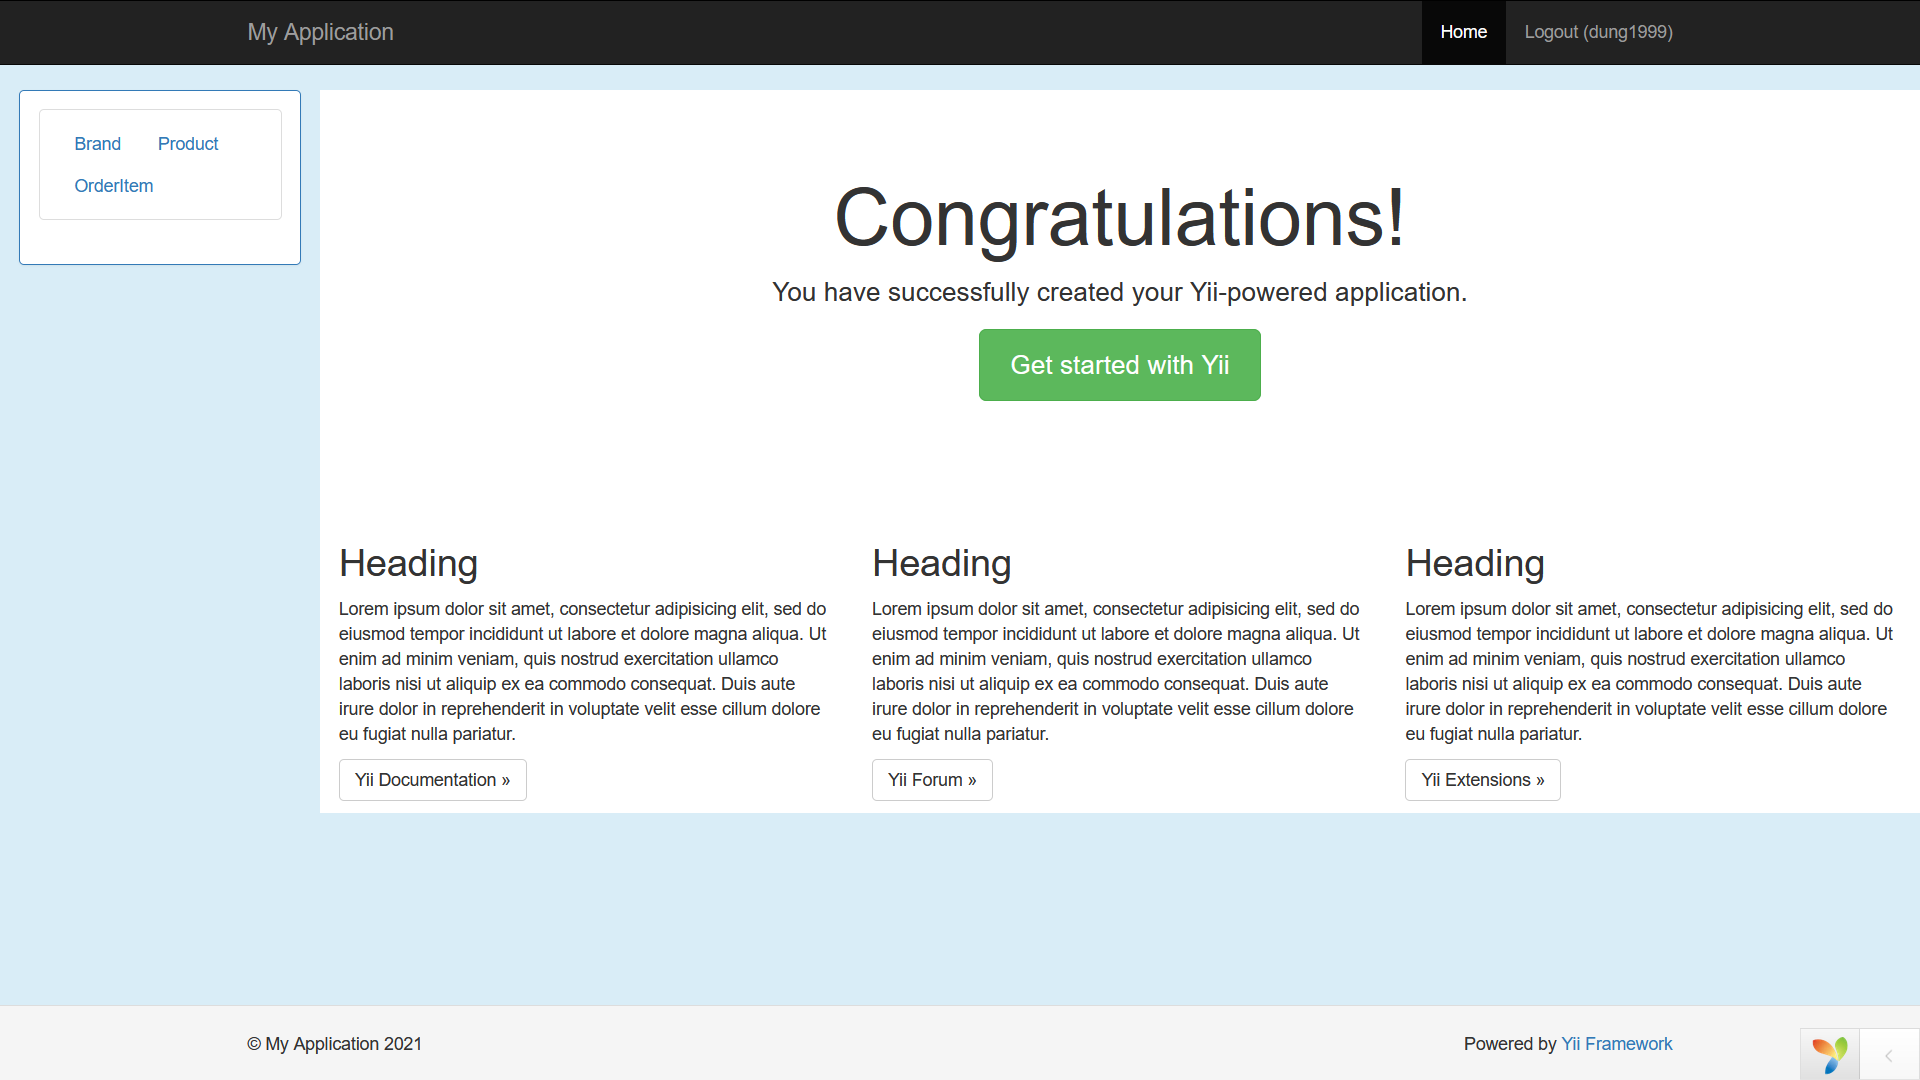 My Application
Home
Logout (dung1999)
Brand
Product
OrderItem
Congratulations!
You have successfully created your Yii-powered application.
Get started with Yii
Heading
Lorem ipsum dolor sit amet, consectetur adipisicing elit, sed do
eiusmod tempor incididunt ut labore et dolore magna aliqua. Ut
enim ad minim veniam, quis nostrud exercitation ullamco
laboris nisi ut aliquip ex ea commodo consequat. Duis aute
irure dolor in reprehenderit in voluptate velit esse cillum dolore
eu fugiat nulla pariatur.
Yii Documentation »
Heading
Lorem ipsum dolor sit amet, consectetur adipisicing elit, sed do
eiusmod tempor incididunt ut labore et dolore magna aliqua. Ut
enim ad minim veniam, quis nostrud exercitation ullamco
laboris nisi ut aliquip ex ea commodo consequat. Duis aute
irure dolor in reprehenderit in voluptate velit esse cillum dolore
eu fugiat nulla pariatur.
Yii Forum »
Heading
Lorem ipsum dolor sit amet, consectetur adipisicing elit, sed do
eiusmod tempor incididunt ut labore et dolore magna aliqua. Ut
enim ad minim veniam, quis nostrud exercitation ullamco
laboris nisi ut aliquip ex ea commodo consequat. Duis aute
irure dolor in reprehenderit in voluptate velit esse cillum dolore
eu fugiat nulla pariatur.
Yii Extensions »
© My Application 2021
Powered by Yii Framework